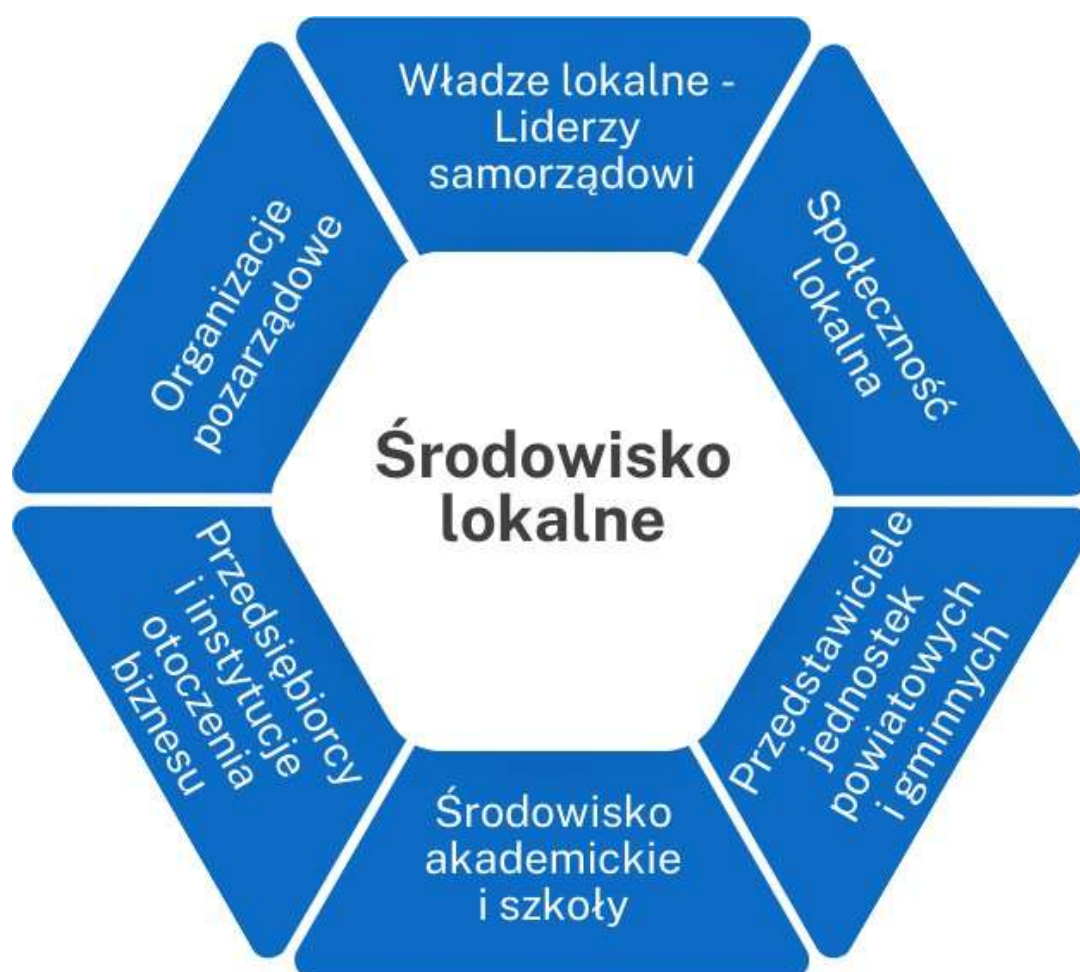 Władze lokalne -
Liderzy
samorządowi
Społeczność
lokalna
Przedstawiciele
jednostek
powiatowych
i gminnych
Środowisko
akademickie
i szkoły
Przedsiębiorcy
i instytucje
otoczenia
biznesu
Organizacje
pozarządowe
Środowisko
lokalne